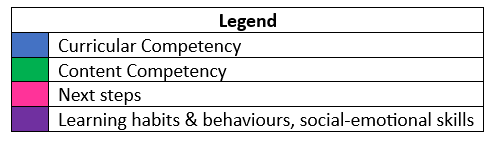 Legend
Curricular Competency
Content Competency
Next steps
Learning habits & behaviours, social-emotional skills